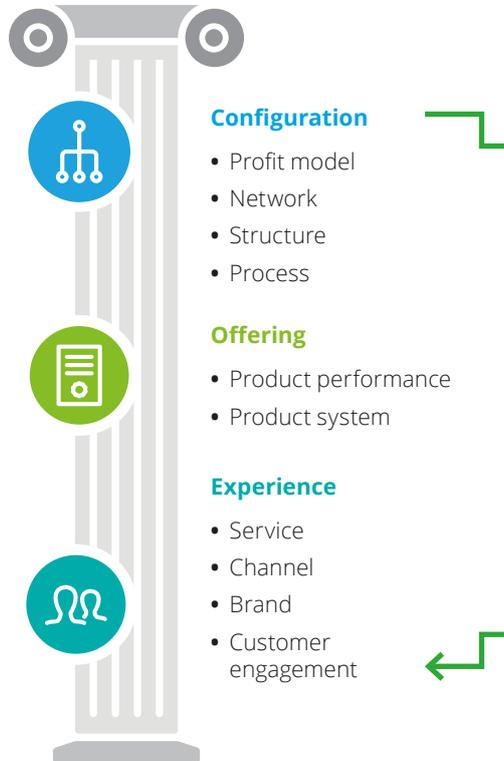 Configuration
• Profit model
• Network
• Structure
• Process
Offering
• Product performance
• Product system
Experience
• Service
• Channel
• Brand
• Customer
engagement